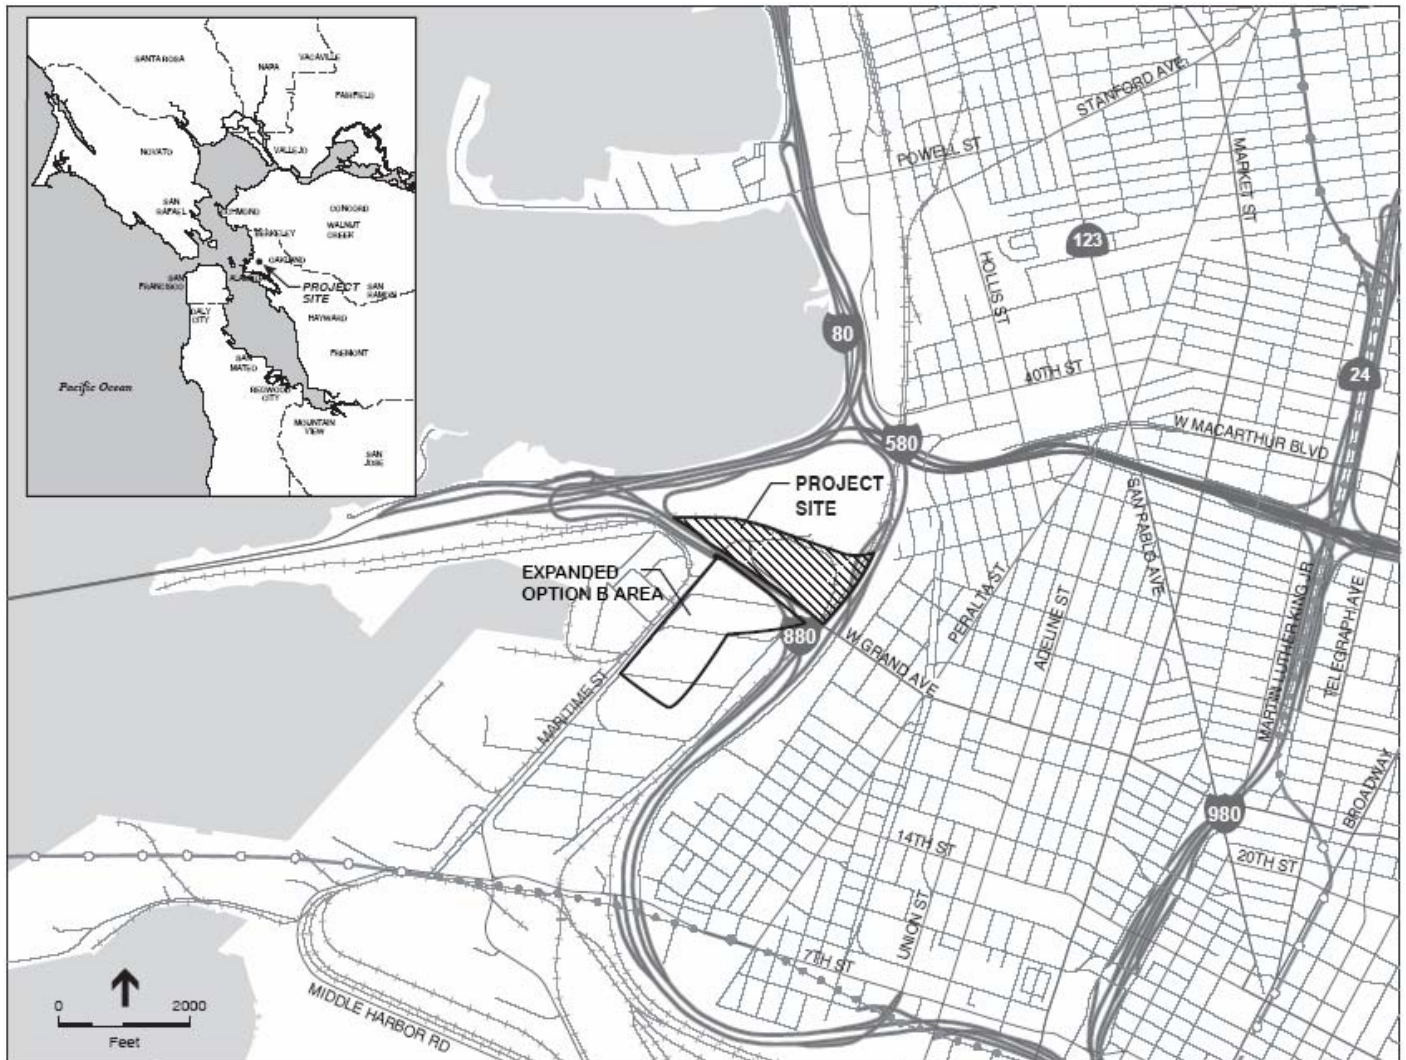 SANTA ROSA
NAPA
VACAVILLE
FAIRFIELD
NOVATO
VALLEJO
SAN
RAFAEL
CONCORD
WALNUT
CREEK
OAKLAND
SAN
FRANCISCO
PROJECT
SITE
SAN
RAMON
DALY
CITY
HAYWARD
SAN
MATEO
FREMONT
REDWOOD
CITY
Pacific Ocean
MOUNTAIN
VIEW
SAN
JOSE
STANFORD AVE
POWELL ST
MARKET ST
123
HOLLIS ST
80
24
40TH ST
580
W MACARTHUR BLVD
PROJECT
SITE
SAN PABLO AVE
EXPANDED
OPTION B AREA
PERALTA ST
ADELINE ST
880
W GRAND AVE
MARTIN LUTHER KING JR
TELEGRAPH AVE
MARITIME ST
BROADWAY
980
14TH ST
20TH ST
UNION ST
7TH ST
MIDDLE HARBOR RD
0 2000
Feet